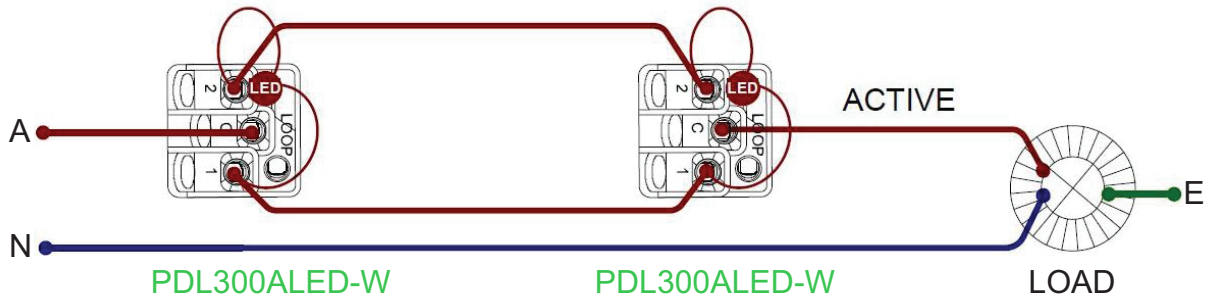 2
LED
C
LOOP
1
2
LED
C
LOOP
1
ACTIVE
A
N
E
PDL300ALED-W
PDL300ALED-W
LOAD